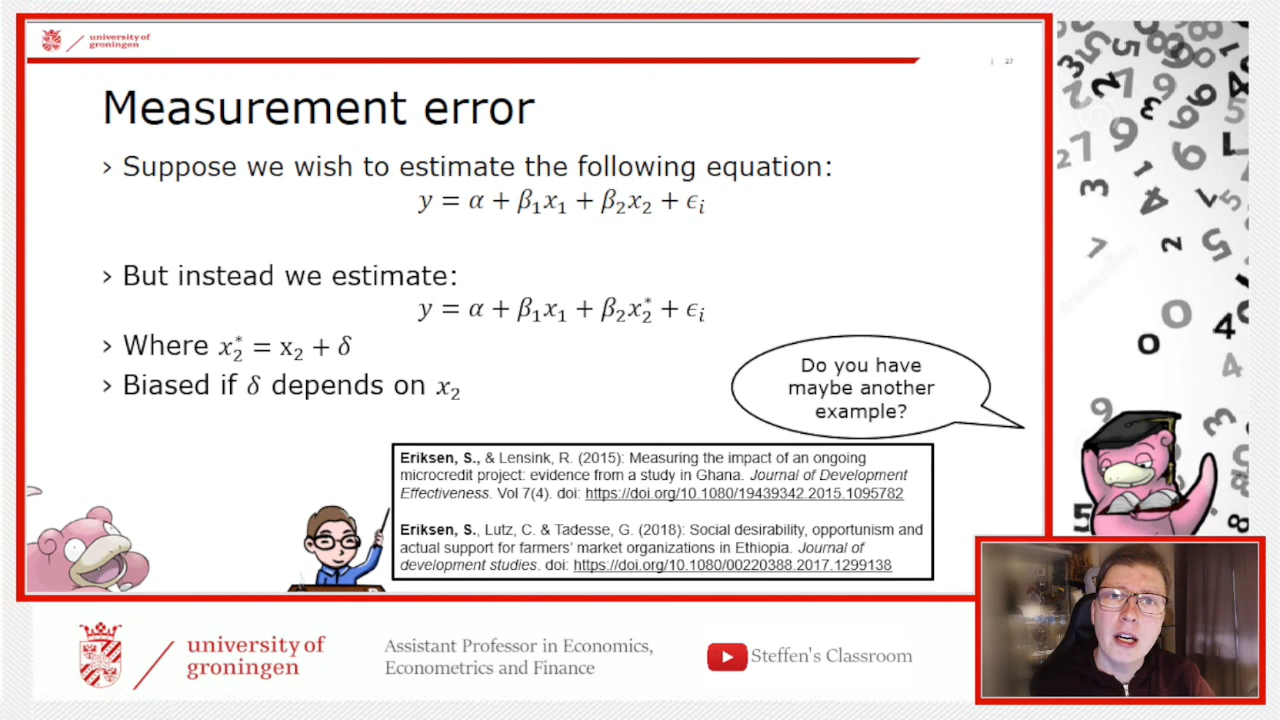 university of
groningen
27
Measurement error
› Suppose we wish to estimate the following equation:
y = α + β₁x₁ + β₂x₂ + ϵᵢ
› But instead we estimate:
y = α + β₁x₁ + β₂x₂* + ϵᵢ
› Where x₂* = x₂ + δ
› Biased if δ depends on x₂
Do you have
maybe another
example?
Eriksen, S., & Lensink, R. (2015): Measuring the impact of an ongoing
microcredit project: evidence from a study in Ghana. Journal of Development
Effectiveness. Vol 7(4). doi: https://doi.org/10.1080/19439342.2015.1095782
Eriksen, S., Lutz, C. & Tadesse, G. (2018): Social desirability, opportunism and
actual support for farmers' market organizations in Ethiopia. Journal of
development studies. doi: https://doi.org/10.1080/00220388.2017.1299138
university of
groningen
Assistant Professor in Economics,
Econometrics and Finance
Steffen's Classroom